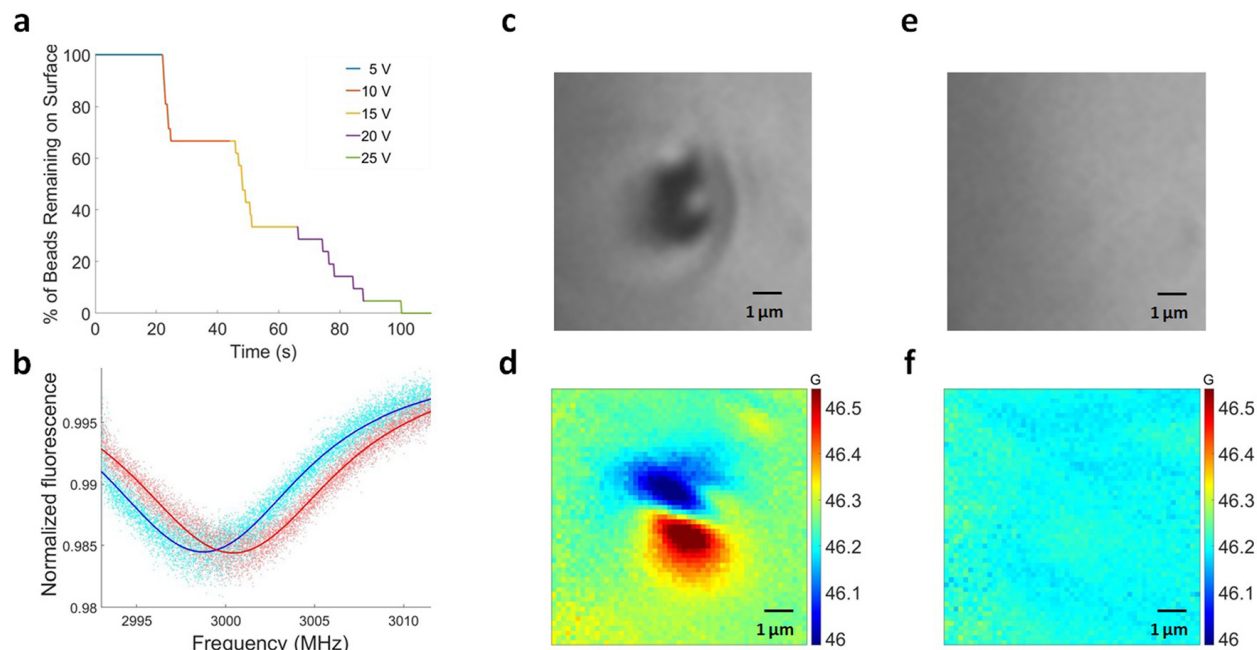 a
% of Beads Remaining on Surface
100
80
60
40
20
0
0 20 40 60 80 100
Time (s)
5 V
10 V
15 V
20 V
25 V
b
Normalized fluorescence
0.995
0.99
0.985
0.98
2995 3000 3005 3010
Frequency (MHz)
c
1 µm
d
G
46.5
46.4
46.3
46.2
46.1
46
1 µm
e
1 µm
f
G
46.5
46.4
46.3
46.2
46.1
46
1 µm